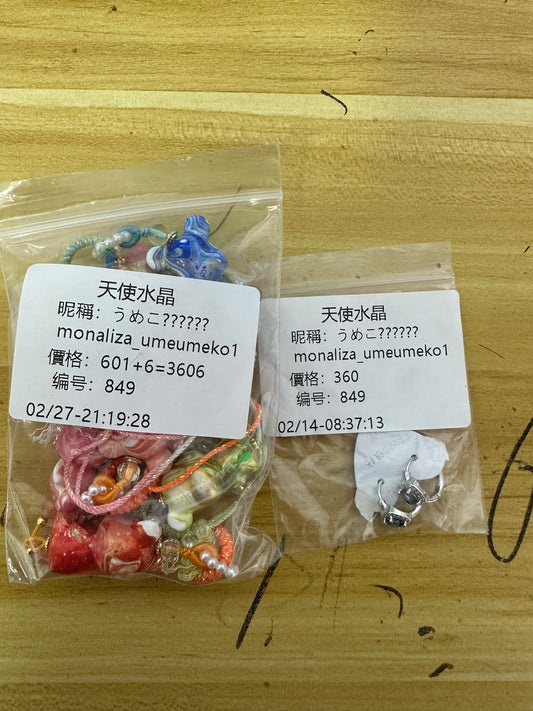 天使水晶
昵稱: うめこ??????
monaliza_umeumeko1
價格: 601+6=3606
编号: 849
02/27-21:19:28
天使水晶
昵稱: うめこ??????
monaliza_umeumeko1
價格: 360
编号: 849
02/14-08:37:13